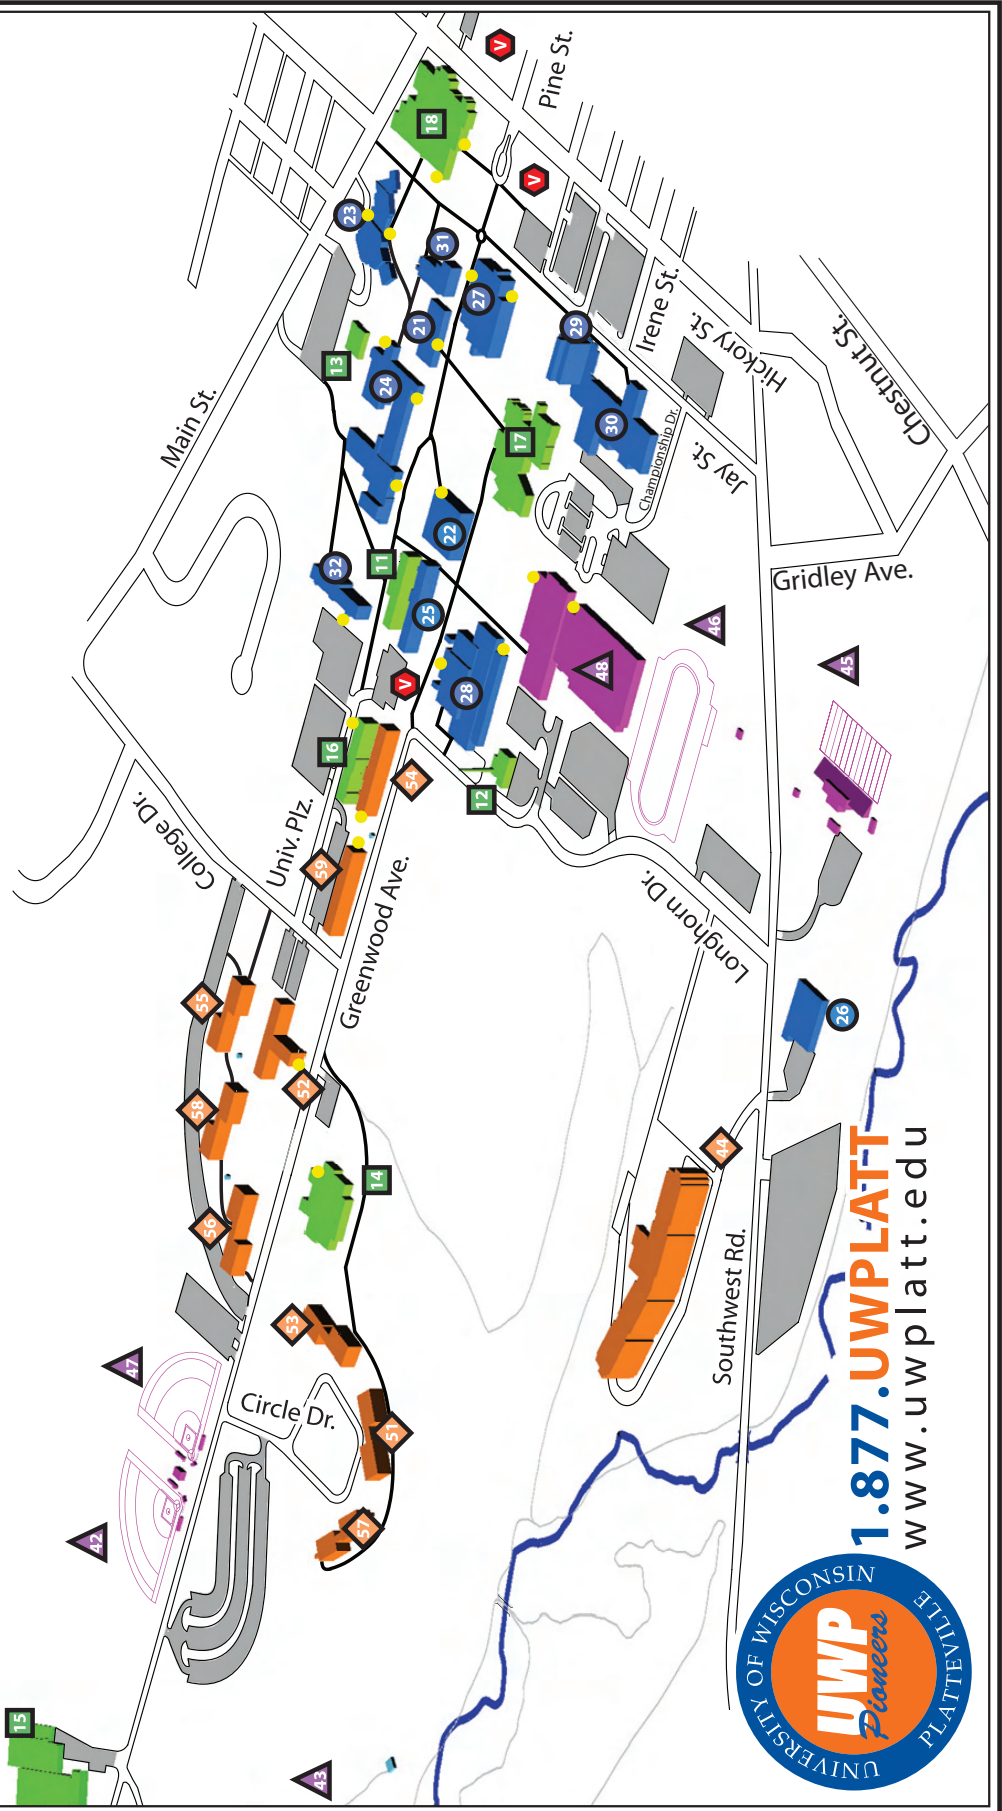 Pine St.
V
V
18
23
31
27
29
Irene St.
Hickory St.
Chestnut St.
Main St.
13
21
24
17
30
Championship Dr.
Jay St.
22
32
11
25
Gridley Ave.
46
45
48
28
V
16
54
12
College Dr.
Univ. Plz.
59
Greenwood Ave.
Longhorn Dr.
55
52
58
26
14
44
56
53
Southwest Rd.
47
Circle Dr.
51
42
57
15
43
1.877.UWPLATT
www.uwplatt.edu
UNIVERSITY OF WISCONSIN
PLATTEVILLE
UWP
Pioneers